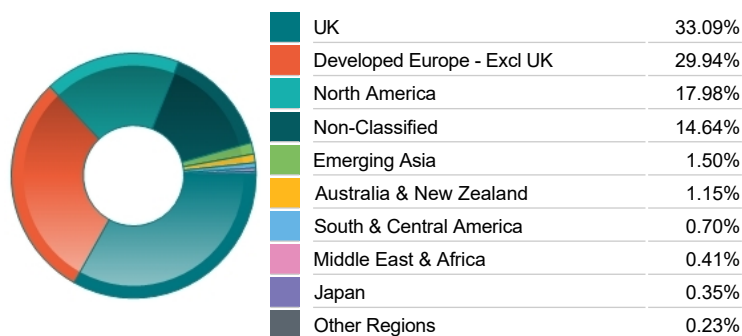 UK 33.09%
Developed Europe - Excl UK 29.94%
North America 17.98%
Non-Classified 14.64%
Emerging Asia 1.50%
Australia & New Zealand 1.15%
South & Central America 0.70%
Middle East & Africa 0.41%
Japan 0.35%
Other Regions 0.23%